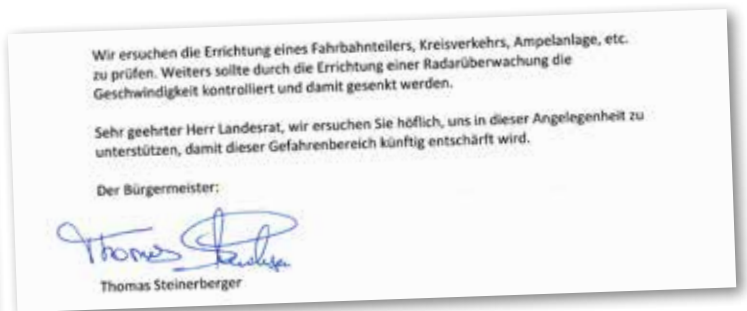 Wir ersuchen die Errichtung eines Fahrbahnteilers, Kreisverkehrs, Ampelanlage, etc.
zu prüfen. Weiters sollte durch die Errichtung einer Radarüberwachung die
Geschwindigkeit kontrolliert und damit gesenkt werden.
Sehr geehrter Herr Landesrat, wir ersuchen Sie höflich, uns in dieser Angelegenheit zu
unterstützen, damit dieser Gefahrenbereich künftig entschärft wird.
Der Bürgermeister:
Thomas
Thomas Steinerberger